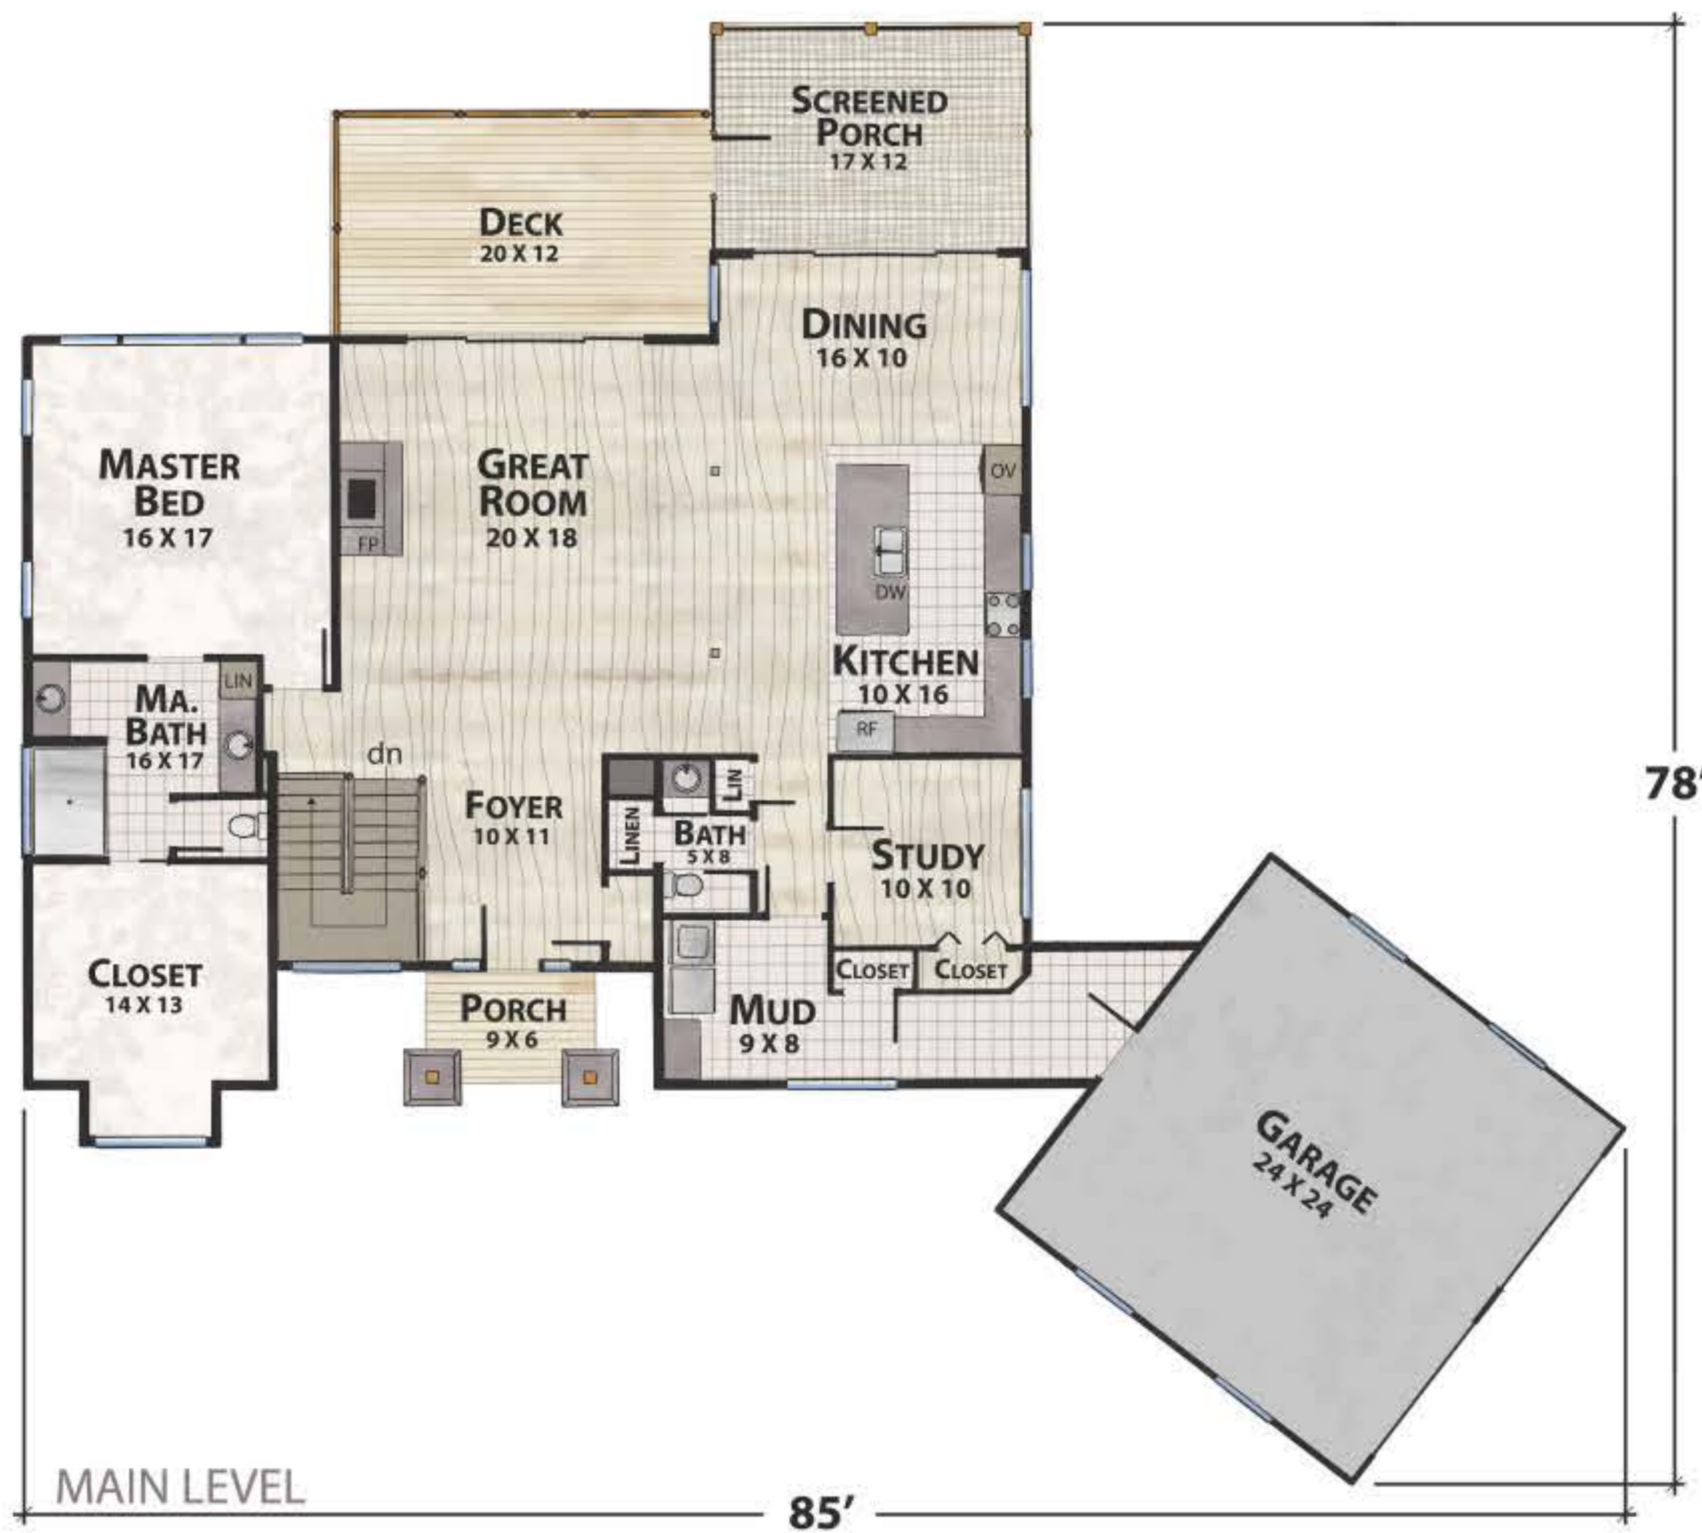 SCREENED
PORCH
17 X 12
DECK
20 X 12
DINING
16 X 10
MASTER
BED
16 X 17
GREAT
ROOM
20 X 18
FP
OV
DW
KITCHEN
10 X 16
RF
LIN
MA.
BATH
16 X 17
dn
FOYER
10 X 11
LINEN
LIN
BATH
5 X 8
STUDY
10 X 10
78'
CLOSET
14 X 13
PORCH
9 X 6
MUD
9 X 8
CLOSET
CLOSET
GARAGE
24 X 24
MAIN LEVEL
85'